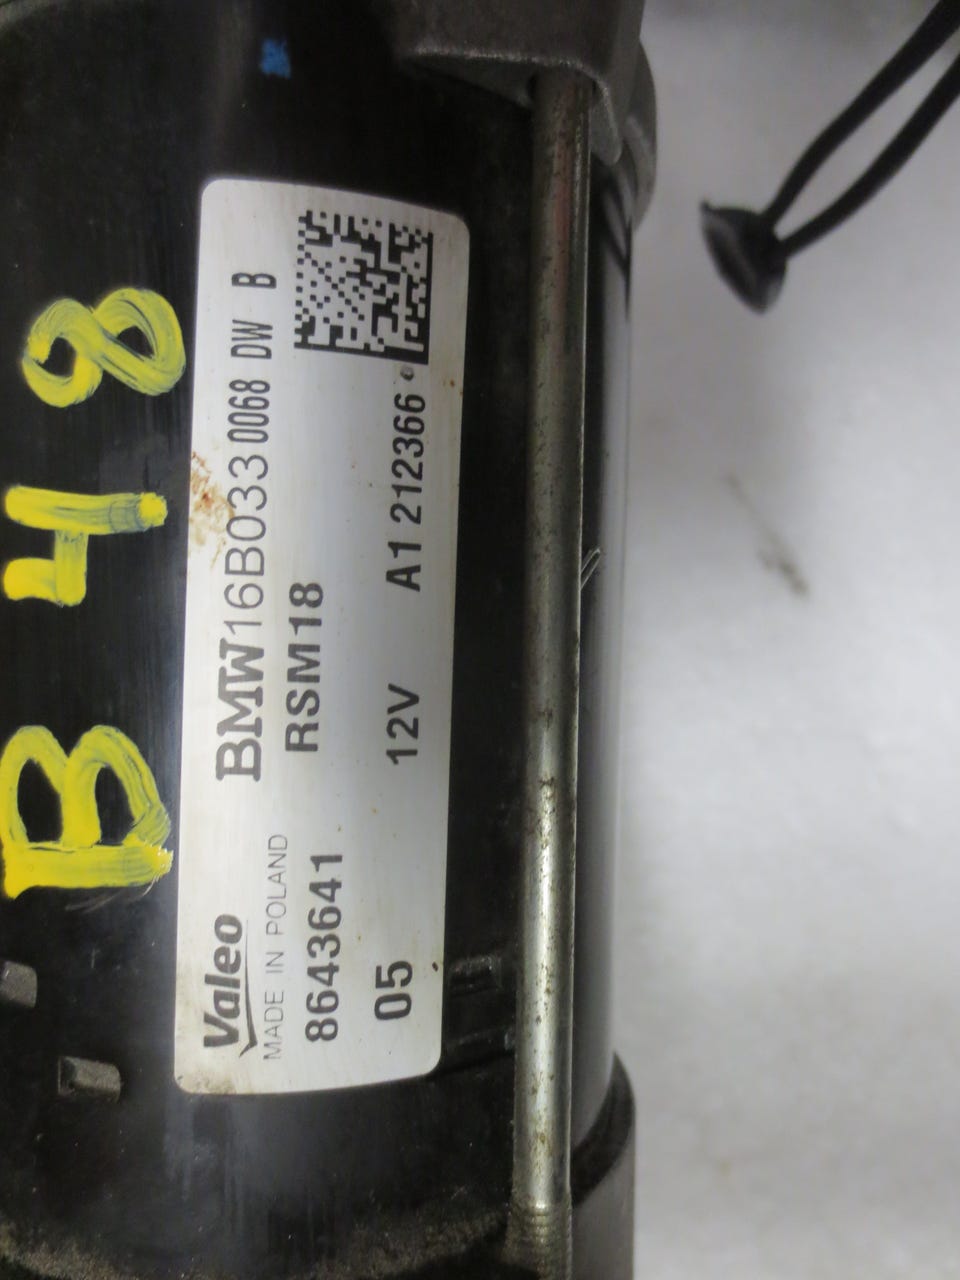 B48
Valeo BMW16B033 0068 DW B
MADE IN POLAND
8643641 RSM18
05 12V A1 212366